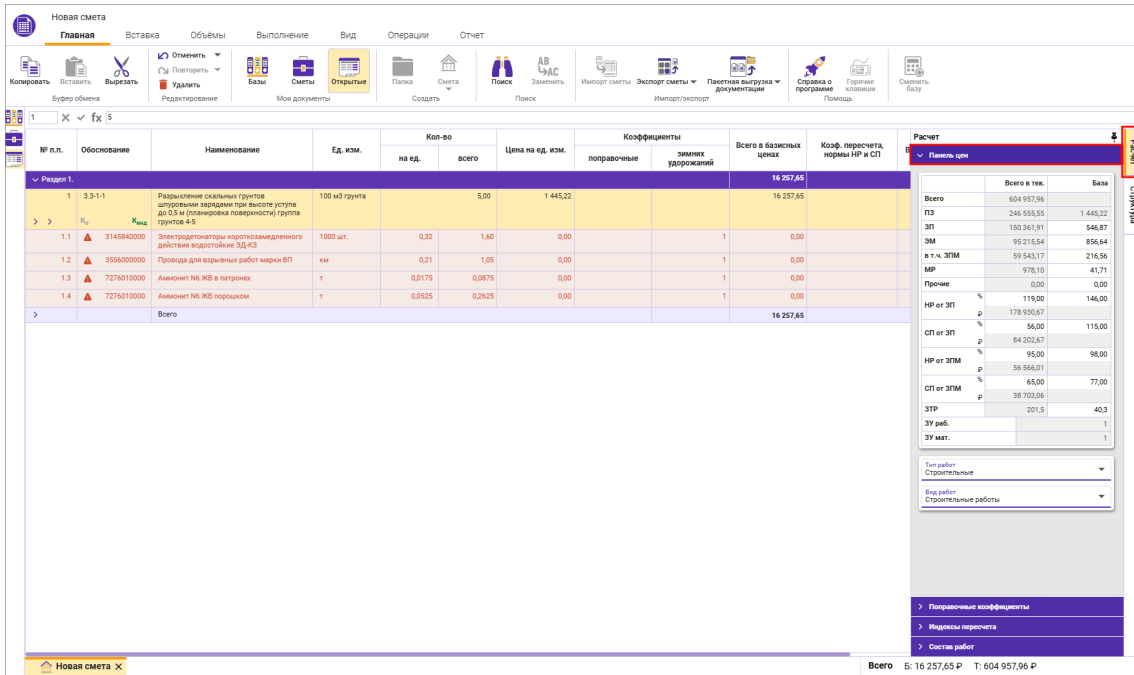 Новая смета
Главная Вставка Объёмы Выполнение Вид Операции Отчет
Копировать Вставить Вырезать Отменить Повторить Удалить Базы Сметы Открытые Папка Смета Поиск Заменить Импорт сметы Экспорт сметы Пакетная выгрузка документации Справка о программе Горячие клавиши Сменить базу
Буфер обмена Редактирование Мои документы Создать Поиск Импорт/экспорт Помощь
1 fx 5
№ п.п. Обоснование Наименование Ед. изм. Кол-во Цена на ед. изм. Коэффициенты Всего в базисных ценах Коэф. пересчета, нормы НР и СП
на ед. всего поправочные зимних удорожаний
Раздел 1. 16 257,65
1 3.3-1-1 Разрыхление скальных грунтов 100 м3 грунта 5,00 1 445,22 16 257,65
шпуровыми зарядами при высоте уступа
до 0,5 м (планировка поверхности) группа
Кп Кинд грунтов 4-5
1.1 3145840000 Электродетонаторы короткозамедленного 1000 шт. 0,32 1,60 0,00 1 0,00
действия водостойкие ЭД-КЗ
1.2 3556000000 Провода для взрывных работ марки ВП км 0,21 1,05 0,00 1 0,00
1.3 7276010000 Аммонит N6 ЖВ в патронах т 0,0175 0,0875 0,00 1 0,00
1.4 7276010000 Аммонит N6 ЖВ порошком т 0,0525 0,2625 0,00 1 0,00
Всего 16 257,65
Расчет
Панель цен
Всего в тек. База
Всего 604 957,96
ПЗ 246 555,55 1 445,22
ЗП 150 361,91 546,87
ЭМ 95 215,54 856,64
в т.ч. ЗПМ 59 543,17 216,56
МР 978,10 41,71
Прочие 0,00 0,00
НР от ЗП % 119,00 146,00
₽ 178 930,67
СП от ЗП % 56,00 115,00
₽ 84 202,67
НР от ЗПМ % 95,00 98,00
₽ 56 566,01
СП от ЗПМ % 65,00 77,00
₽ 38 703,06
ЗТР 201,5 40,3
ЗУ раб. 1
ЗУ мат. 1
Тип работ
Строительные
Вид работ
Строительные работы
Поправочные коэффициенты
Индексы пересчета
Состав работ
Расчет
Структура
Новая смета
Всего Б: 16 257,65 ₽ Т: 604 957,96 ₽